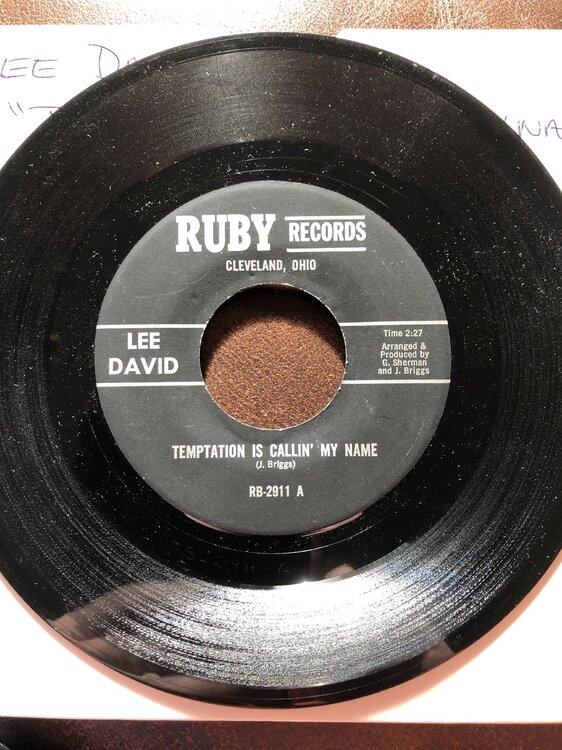 LEE
RUBY RECORDS
CLEVELAND, OHIO
LEE
DAVID
Time 2:27
Arranged &
Produced by
G. Sherman
and J. Briggs
TEMPTATION IS CALLIN' MY NAME
(J. Briggs)
RB-2911 A